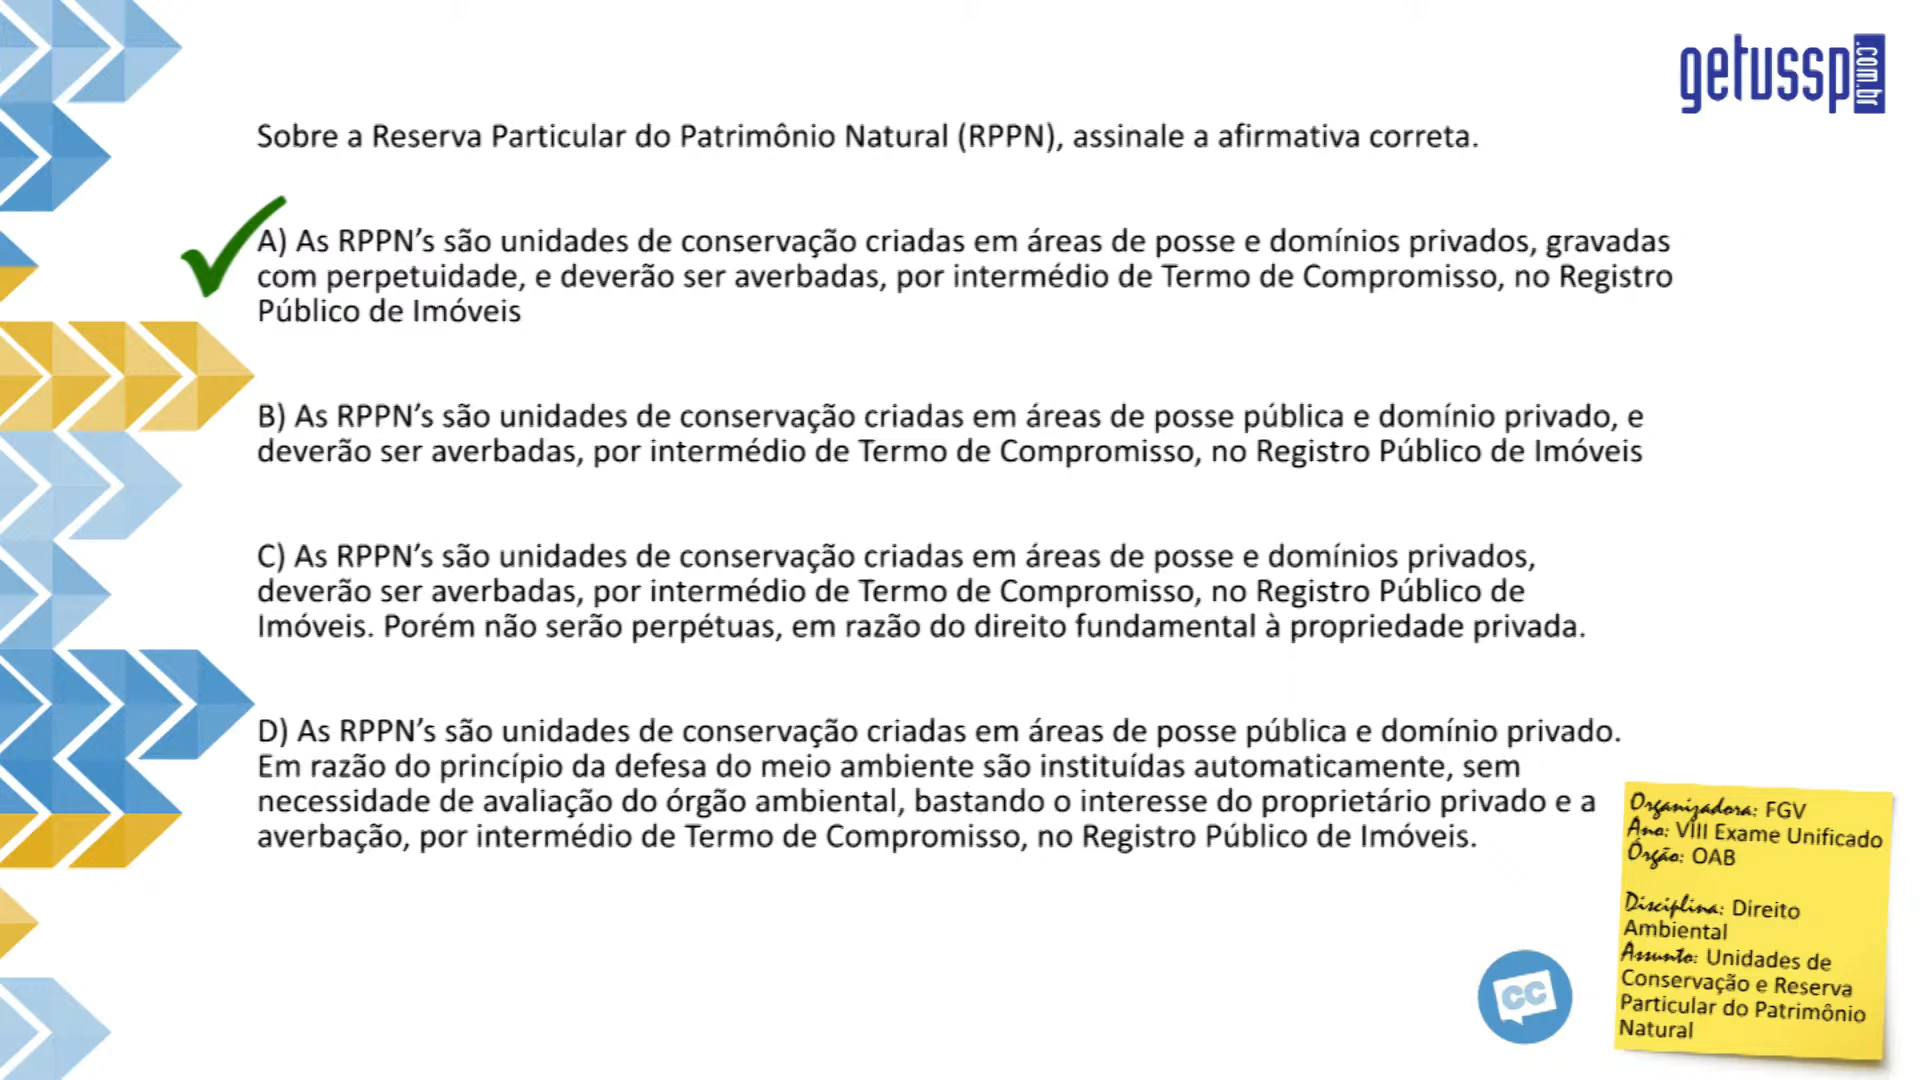 getussp.com.br
Sobre a Reserva Particular do Patrimônio Natural (RPPN), assinale a afirmativa correta.
A) As RPPN’s são unidades de conservação criadas em áreas de posse e domínios privados, gravadas
com perpetuidade, e deverão ser averbadas, por intermédio de Termo de Compromisso, no Registro
Público de Imóveis
B) As RPPN’s são unidades de conservação criadas em áreas de posse pública e domínio privado, e
deverão ser averbadas, por intermédio de Termo de Compromisso, no Registro Público de Imóveis
C) As RPPN’s são unidades de conservação criadas em áreas de posse e domínios privados,
deverão ser averbadas, por intermédio de Termo de Compromisso, no Registro Público de
Imóveis. Porém não serão perpétuas, em razão do direito fundamental à propriedade privada.
D) As RPPN’s são unidades de conservação criadas em áreas de posse pública e domínio privado.
Em razão do princípio da defesa do meio ambiente são instituídas automaticamente, sem
necessidade de avaliação do órgão ambiental, bastando o interesse do proprietário privado e a
averbação, por intermédio de Termo de Compromisso, no Registro Público de Imóveis.
Organizadora: FGV
Ano: VIII Exame Unificado
Órgão: OAB
Disciplina: Direito
Ambiental
Assunto: Unidades de
Conservação e Reserva
Particular do Patrimônio
Natural
CC